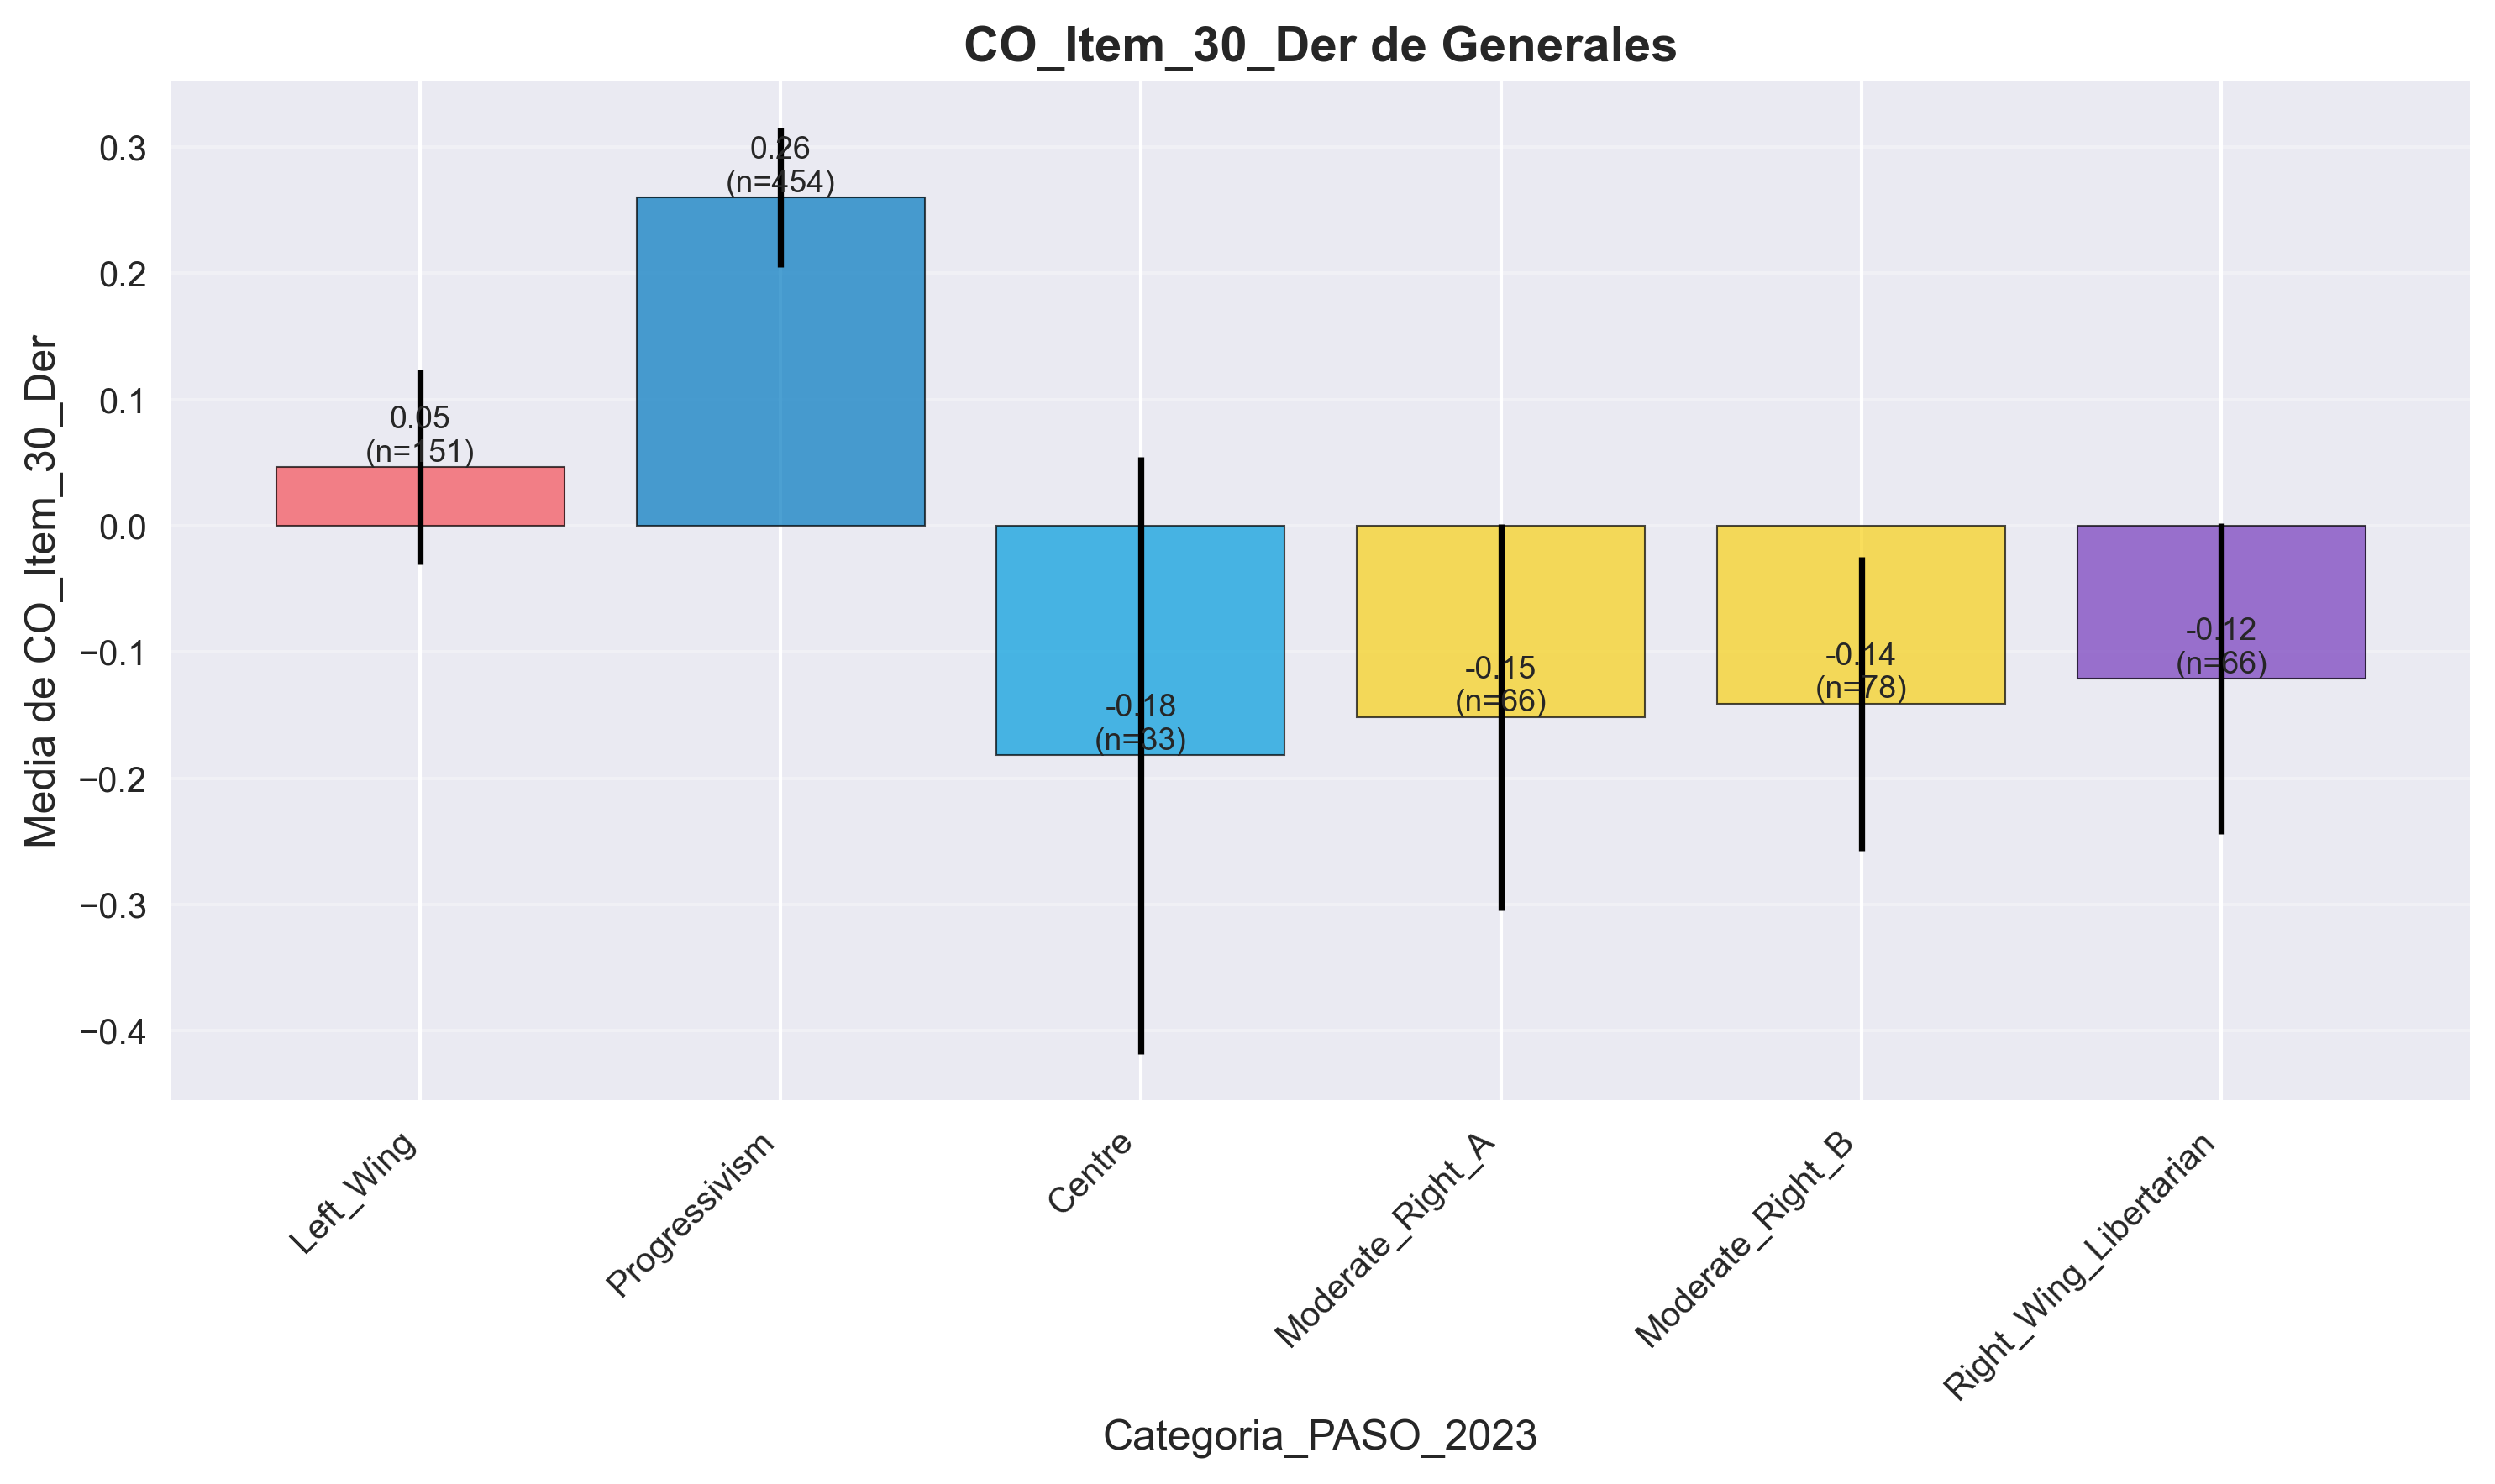 CO_Item_30_Der de Generales
Media de CO_Item_30_Der
0.3
0.2
0.1
0.0
−0.1
−0.2
−0.3
−0.4
0.05
(n=151)
0.26
(n=454)
-0.18
(n=33)
-0.15
(n=66)
-0.14
(n=78)
-0.12
(n=66)
Left_Wing
Progressivism
Centre
Moderate_Right_A
Moderate_Right_B
Right_Wing_Libertarian
Categoria_PASO_2023